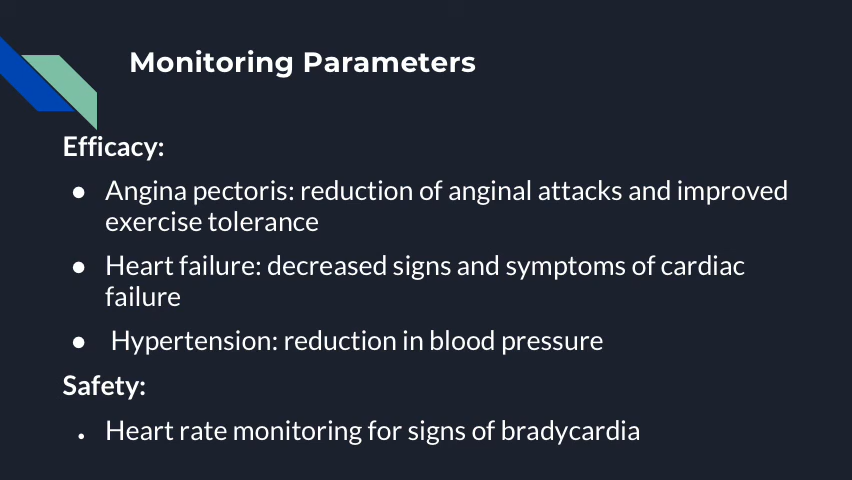 Monitoring Parameters
Efficacy:
● Angina pectoris: reduction of anginal attacks and improved
exercise tolerance
● Heart failure: decreased signs and symptoms of cardiac
failure
● Hypertension: reduction in blood pressure
Safety:
● Heart rate monitoring for signs of bradycardia